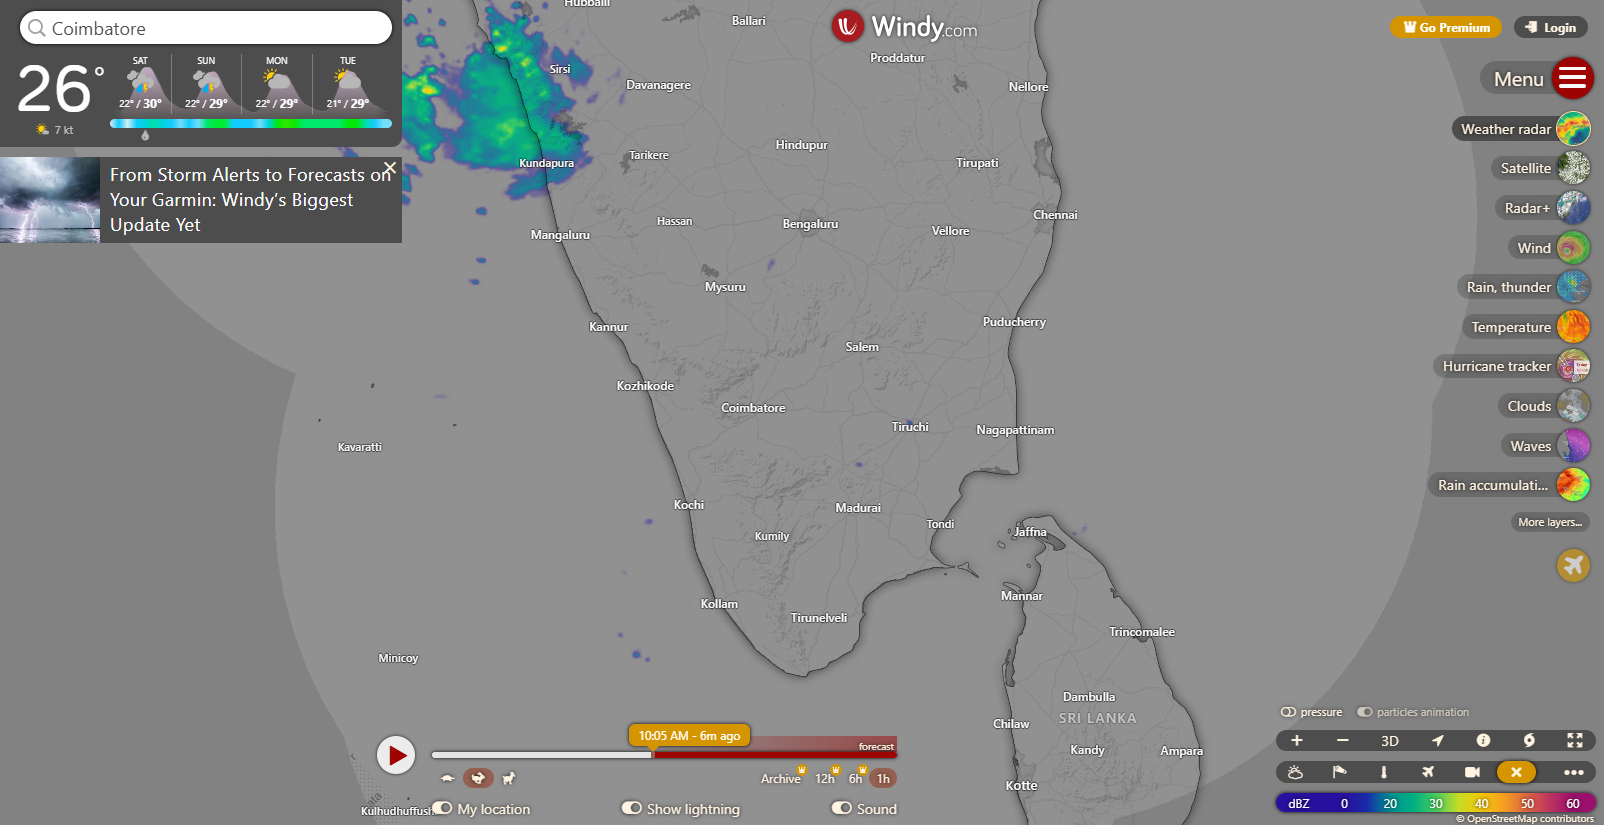 Coimbatore
26°
7 kt
SAT SUN MON TUE
22° / 30° 22° / 29° 22° / 29° 21° / 29°
From Storm Alerts to Forecasts on
Your Garmin: Windy's Biggest
Update Yet
Windy.com
Go Premium
Login
Menu
Weather radar
Satellite
Radar+
Wind
Rain, thunder
Temperature
Hurricane tracker
Clouds
Waves
Rain accumulati...
More layers...
Hubballi
Ballari
Proddatur
Sirsi
Davanagere
Nellore
Hindupur
Tarikere
Kundapura
Tirupati
Hassan
Bengaluru
Chennai
Mangaluru
Vellore
Mysuru
Kannur
Puducherry
Salem
Kozhikode
Coimbatore
Tiruchi
Nagapattinam
Kavaratti
Kochi
Madurai
Tondi
Jaffna
Kumily
Mannar
Kollam
Tirunelveli
Trincomalee
Minicoy
Dambulla
SRI LANKA
Chilaw
Kandy
Ampara
Kotte
Kulhudhuffush
10:05 AM - 6m ago
forecast
Archive 12h 6h 1h
My location
Show lightning
Sound
pressure
particles animation
3D
dBZ 0 20 30 40 50 60
© OpenStreetMap contributors